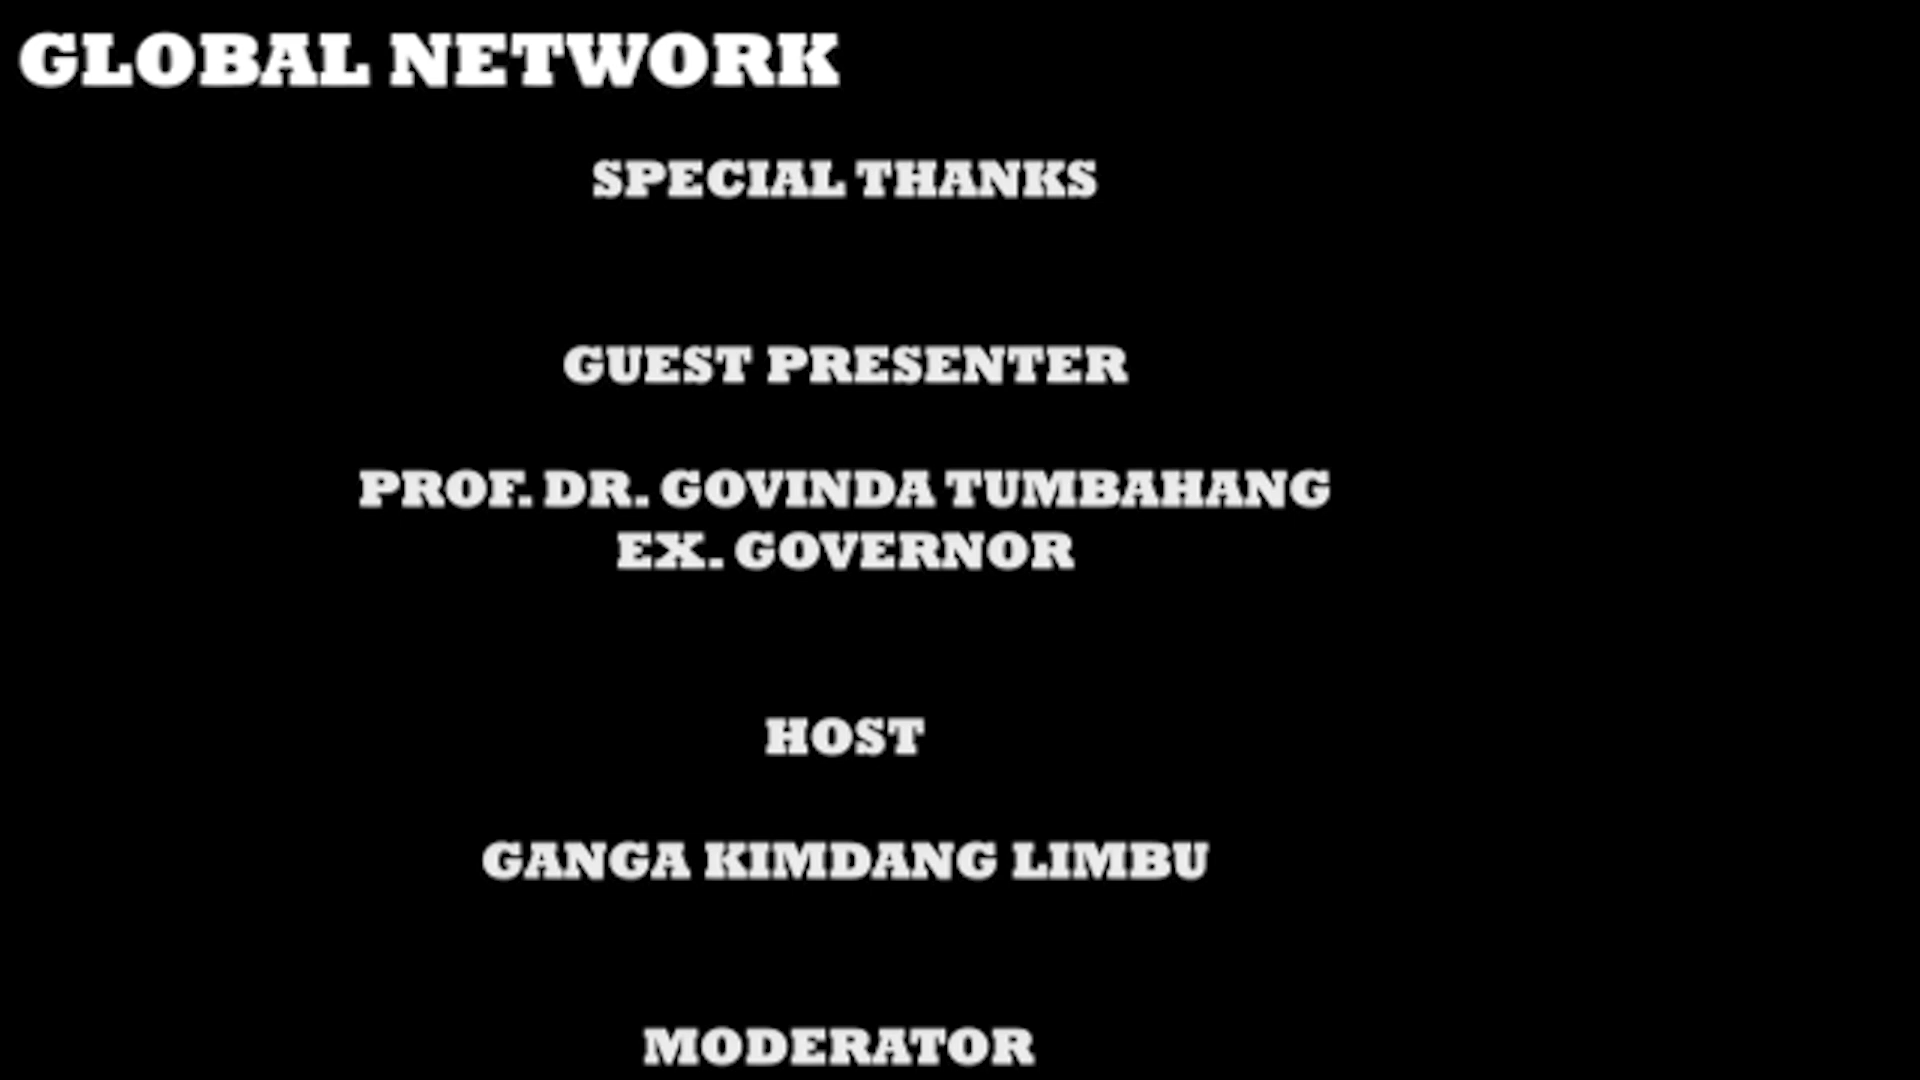 GLOBAL NETWORK
SPECIAL THANKS
GUEST PRESENTER
PROF. DR. GOVINDA TUMBAHANG
EX. GOVERNOR
HOST
GANGA KIMDANG LIMBU
MODERATOR